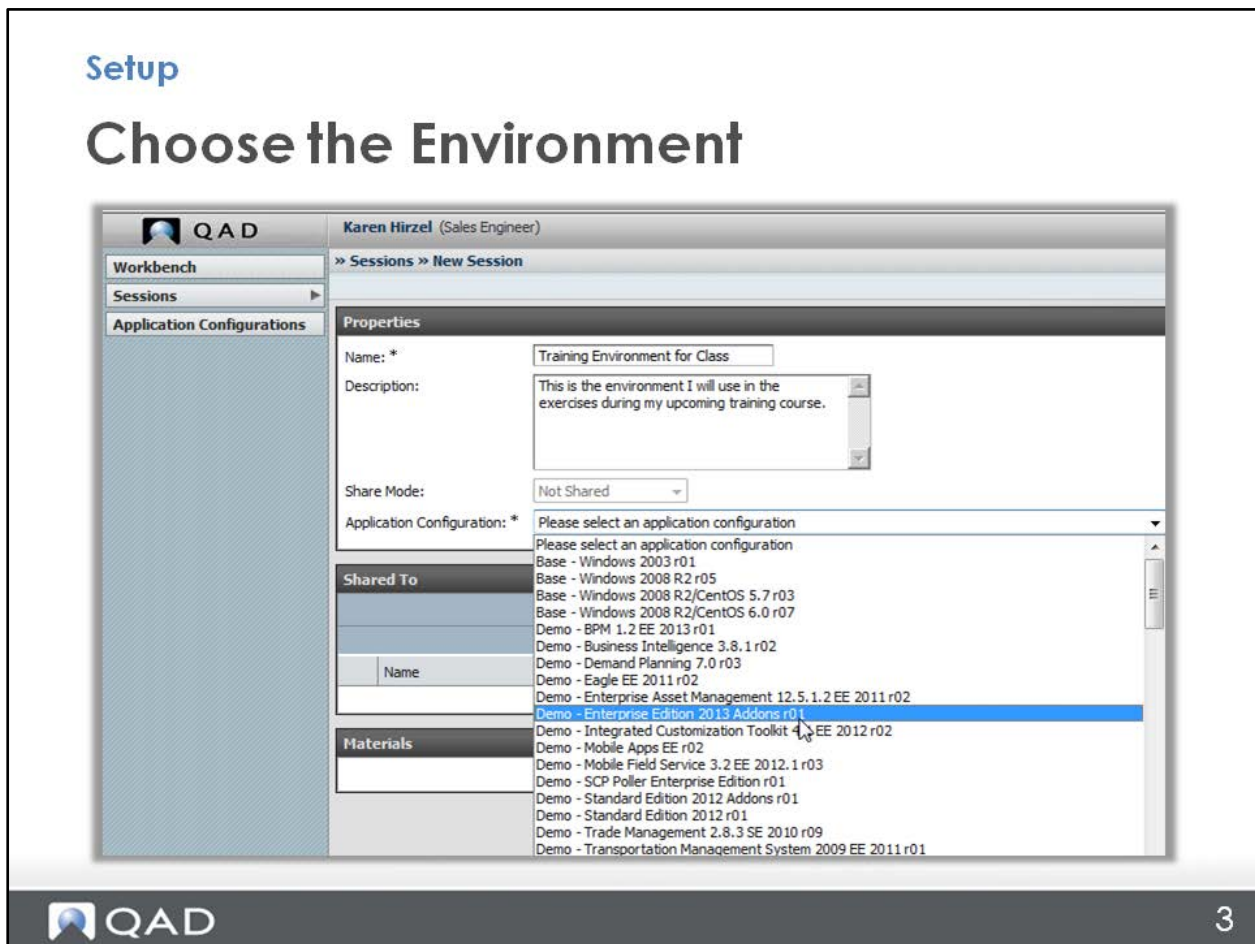 Setup
Choose the Environment
QAD
Karen Hirzel (Sales Engineer)
Workbench
» Sessions » New Session
Sessions
Application Configurations
Properties
Name: *
Training Environment for Class
Description:
This is the environment I will use in the
exercises during my upcoming training course.
Share Mode:
Not Shared
Application Configuration: *
Please select an application configuration
Please select an application configuration
Base - Windows 2003 r01
Base - Windows 2008 R2 r05
Base - Windows 2008 R2/CentOS 5.7 r03
Base - Windows 2008 R2/CentOS 6.0 r07
Demo - BPM 1.2 EE 2013 r01
Demo - Business Intelligence 3.8.1 r02
Demo - Demand Planning 7.0 r03
Demo - Eagle EE 2011 r02
Demo - Enterprise Asset Management 12.5.1.2 EE 2011 r02
Demo - Enterprise Edition 2013 Addons r01
Demo - Integrated Customization Toolkit EE 2012 r02
Demo - Mobile Apps EE r02
Demo - Mobile Field Service 3.2 EE 2012.1 r03
Demo - SCP Poller Enterprise Edition r01
Demo - Standard Edition 2012 Addons r01
Demo - Standard Edition 2012 r01
Demo - Trade Management 2.8.3 SE 2010 r09
Demo - Transportation Management System 2009 EE 2011 r01
Shared To
Name
Materials
QAD
3